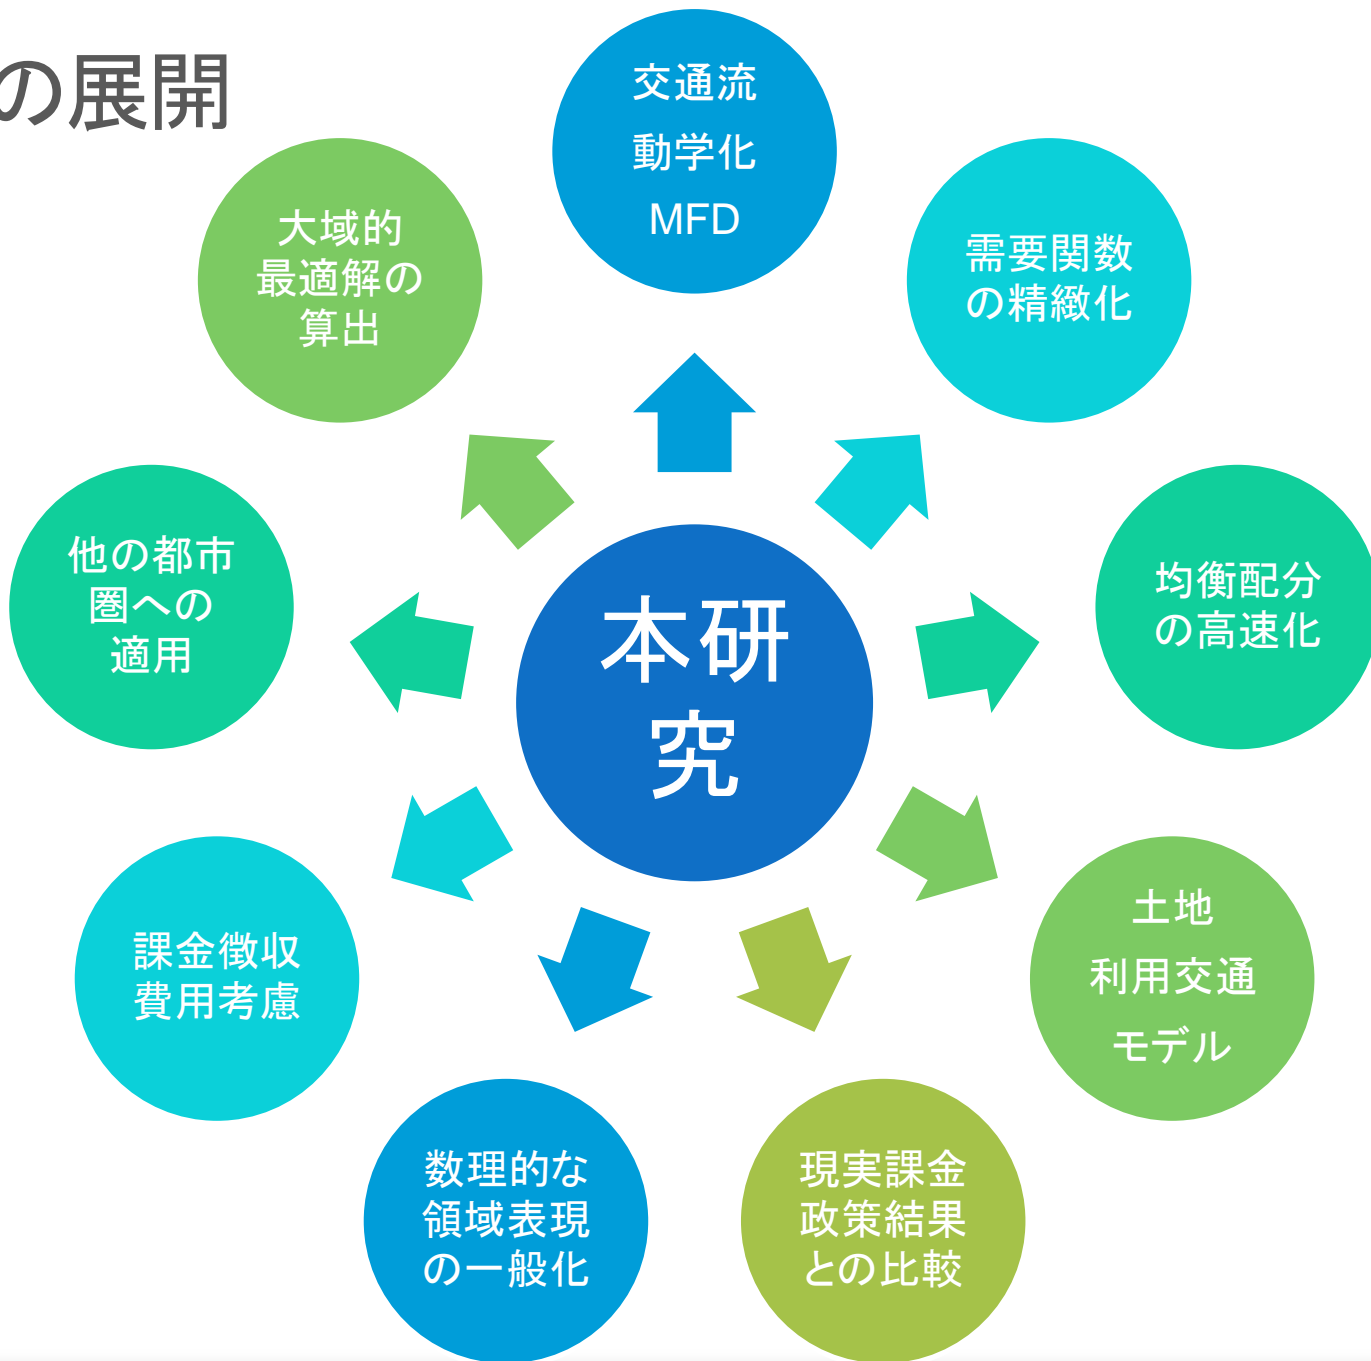 の展開
交通流
動学化
MFD
需要関数
の精緻化
均衡配分
の高速化
土地
利用交通
モデル
現実課金
政策結果
との比較
数理的な
領域表現
の一般化
課金徴収
費用考慮
他の都市
圏への
適用
大域的
最適解の
算出
本研
究